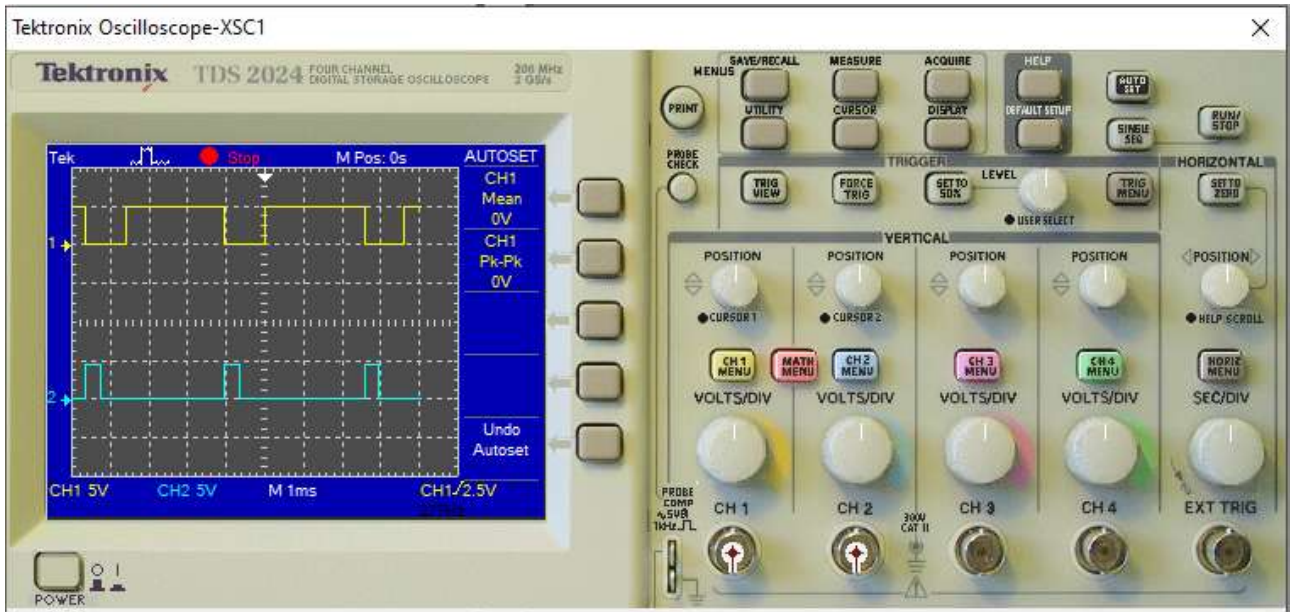 Tektronix Oscilloscope-XSC1
Tektronix TDS 2024 FOUR CHANNEL
DIGITAL STORAGE OSCILLOSCOPE
200 MHz
2 GS/s
Tek Stop M Pos: 0s AUTOSET
CH1
Mean
0V
CH1
Pk-Pk
0V
1
2
Undo
Autoset
CH1 5V CH2 5V M 1ms CH1 2.5V
POWER
O I
MENUS
SAVE/RECALL MEASURE ACQUIRE HELP
AUTO
SET
PRINT
UTILITY CURSOR DISPLAY DEFAULT SETUP
SINGLE
SEQ
RUN/
STOP
PROBE
CHECK
TRIGGER
HORIZONTAL
TRIG
VIEW
FORCE
TRIG
SET TO
50%
LEVEL
TRIG
MENU
SET TO
ZERO
USER SELECT
VERTICAL
POSITION POSITION POSITION POSITION POSITION
CURSOR 1 CURSOR 2 HELP SCROLL
CH 1
MENU
MATH
MENU
CH 2
MENU
CH 3
MENU
CH 4
MENU
HORIZ
MENU
VOLTS/DIV VOLTS/DIV VOLTS/DIV VOLTS/DIV SEC/DIV
PROBE
COMP
~5V@
1kHz
CH 1 CH 2 CH 3 CH 4 EXT TRIG
300V
CAT II